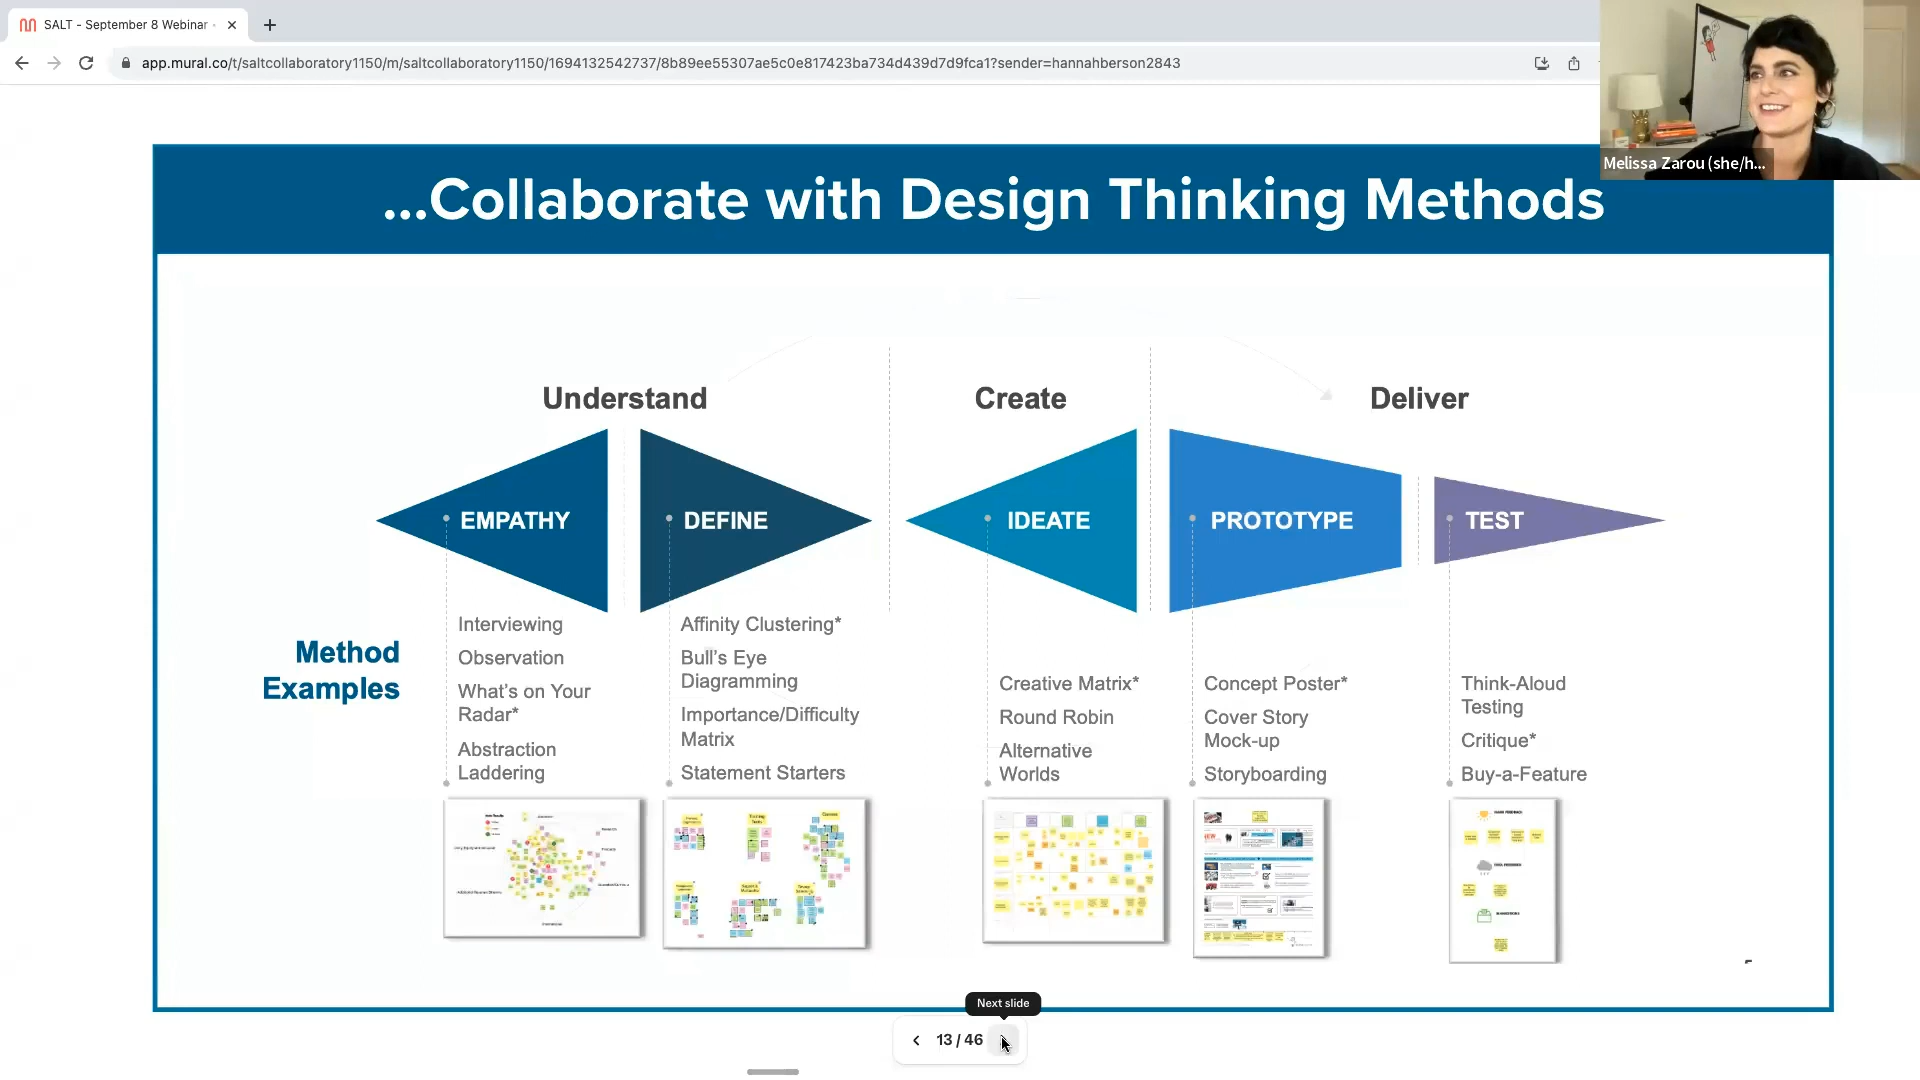 SALT - September 8 Webinar
app.mural.co/t/saltcollaboratory1150/m/saltcollaboratory1150/1694132542737/8b89ee55307ae5c0e817423ba734d439d7d9fca1?sender=hannahberson2843
Melissa Zarou (she/h...
...Collaborate with Design Thinking Methods
Understand
Create
Deliver
EMPATHY
DEFINE
IDEATE
PROTOTYPE
TEST
Method
Examples
Interviewing
Observation
What's on Your
Radar*
Abstraction
Laddering
Affinity Clustering*
Bull's Eye
Diagramming
Importance/Difficulty
Matrix
Statement Starters
Creative Matrix*
Round Robin
Alternative
Worlds
Concept Poster*
Cover Story
Mock-up
Storyboarding
Think-Aloud
Testing
Critique*
Buy-a-Feature
Next slide
13 / 46